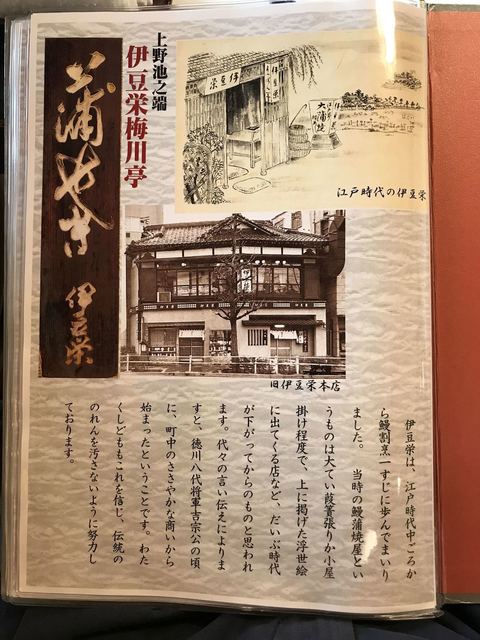 上野池之端
伊豆栄梅川亭
蒲やき
伊豆栄
伊豆栄
大蒲焼
江戸時代の伊豆栄
旧伊豆栄本店
伊豆栄は、江戸時代中ごろか
ら鰻割烹一すじに歩んでまいり
ました。　当時の鰻蒲焼屋とい
うものは大てい葭簀張りか小屋
掛け程度で、上に掲げた浮世絵
に出てくる店など、だいぶ時代
が下がってからのものと思われ
ます。代々の言い伝えによりま
すと、徳川八代将軍吉宗公の頃
に、町中のささやかな商いから
始まったということです。わた
くしどももこれを信じ、伝統の
のれんを汚さないように努力し
ております。